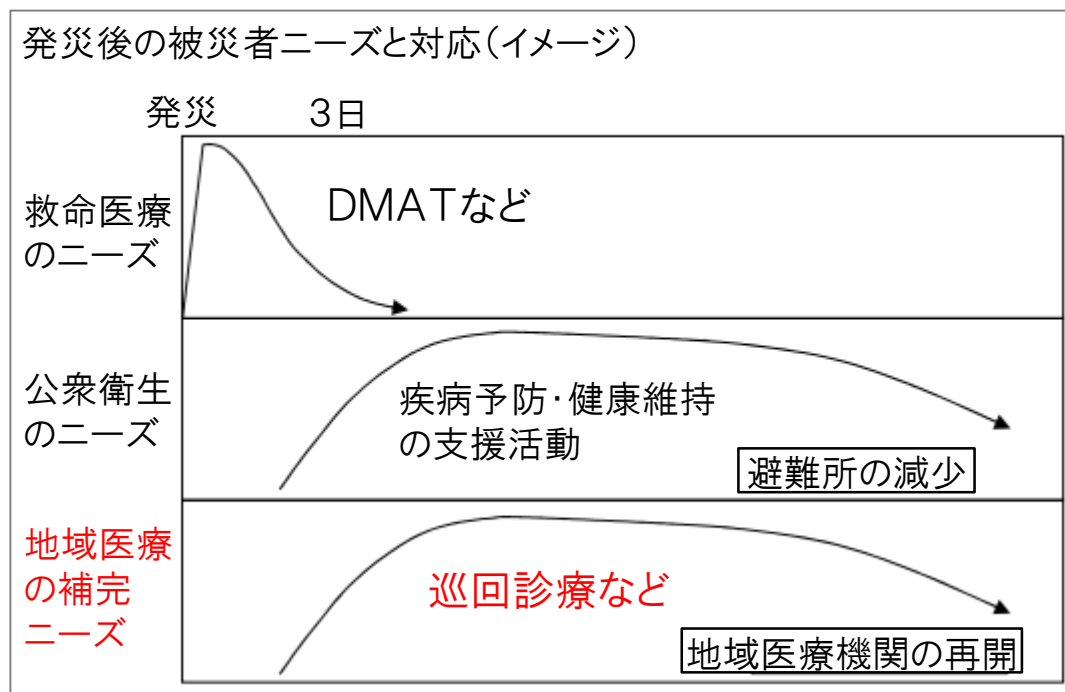 発災後の被災者ニーズと対応(イメージ)
発災
3日
救命医療
のニーズ
DMATなど
公衆衛生
のニーズ
疾病予防・健康維持
の支援活動
避難所の減少
地域医療
の補完
ニーズ
巡回診療など
地域医療機関の再開